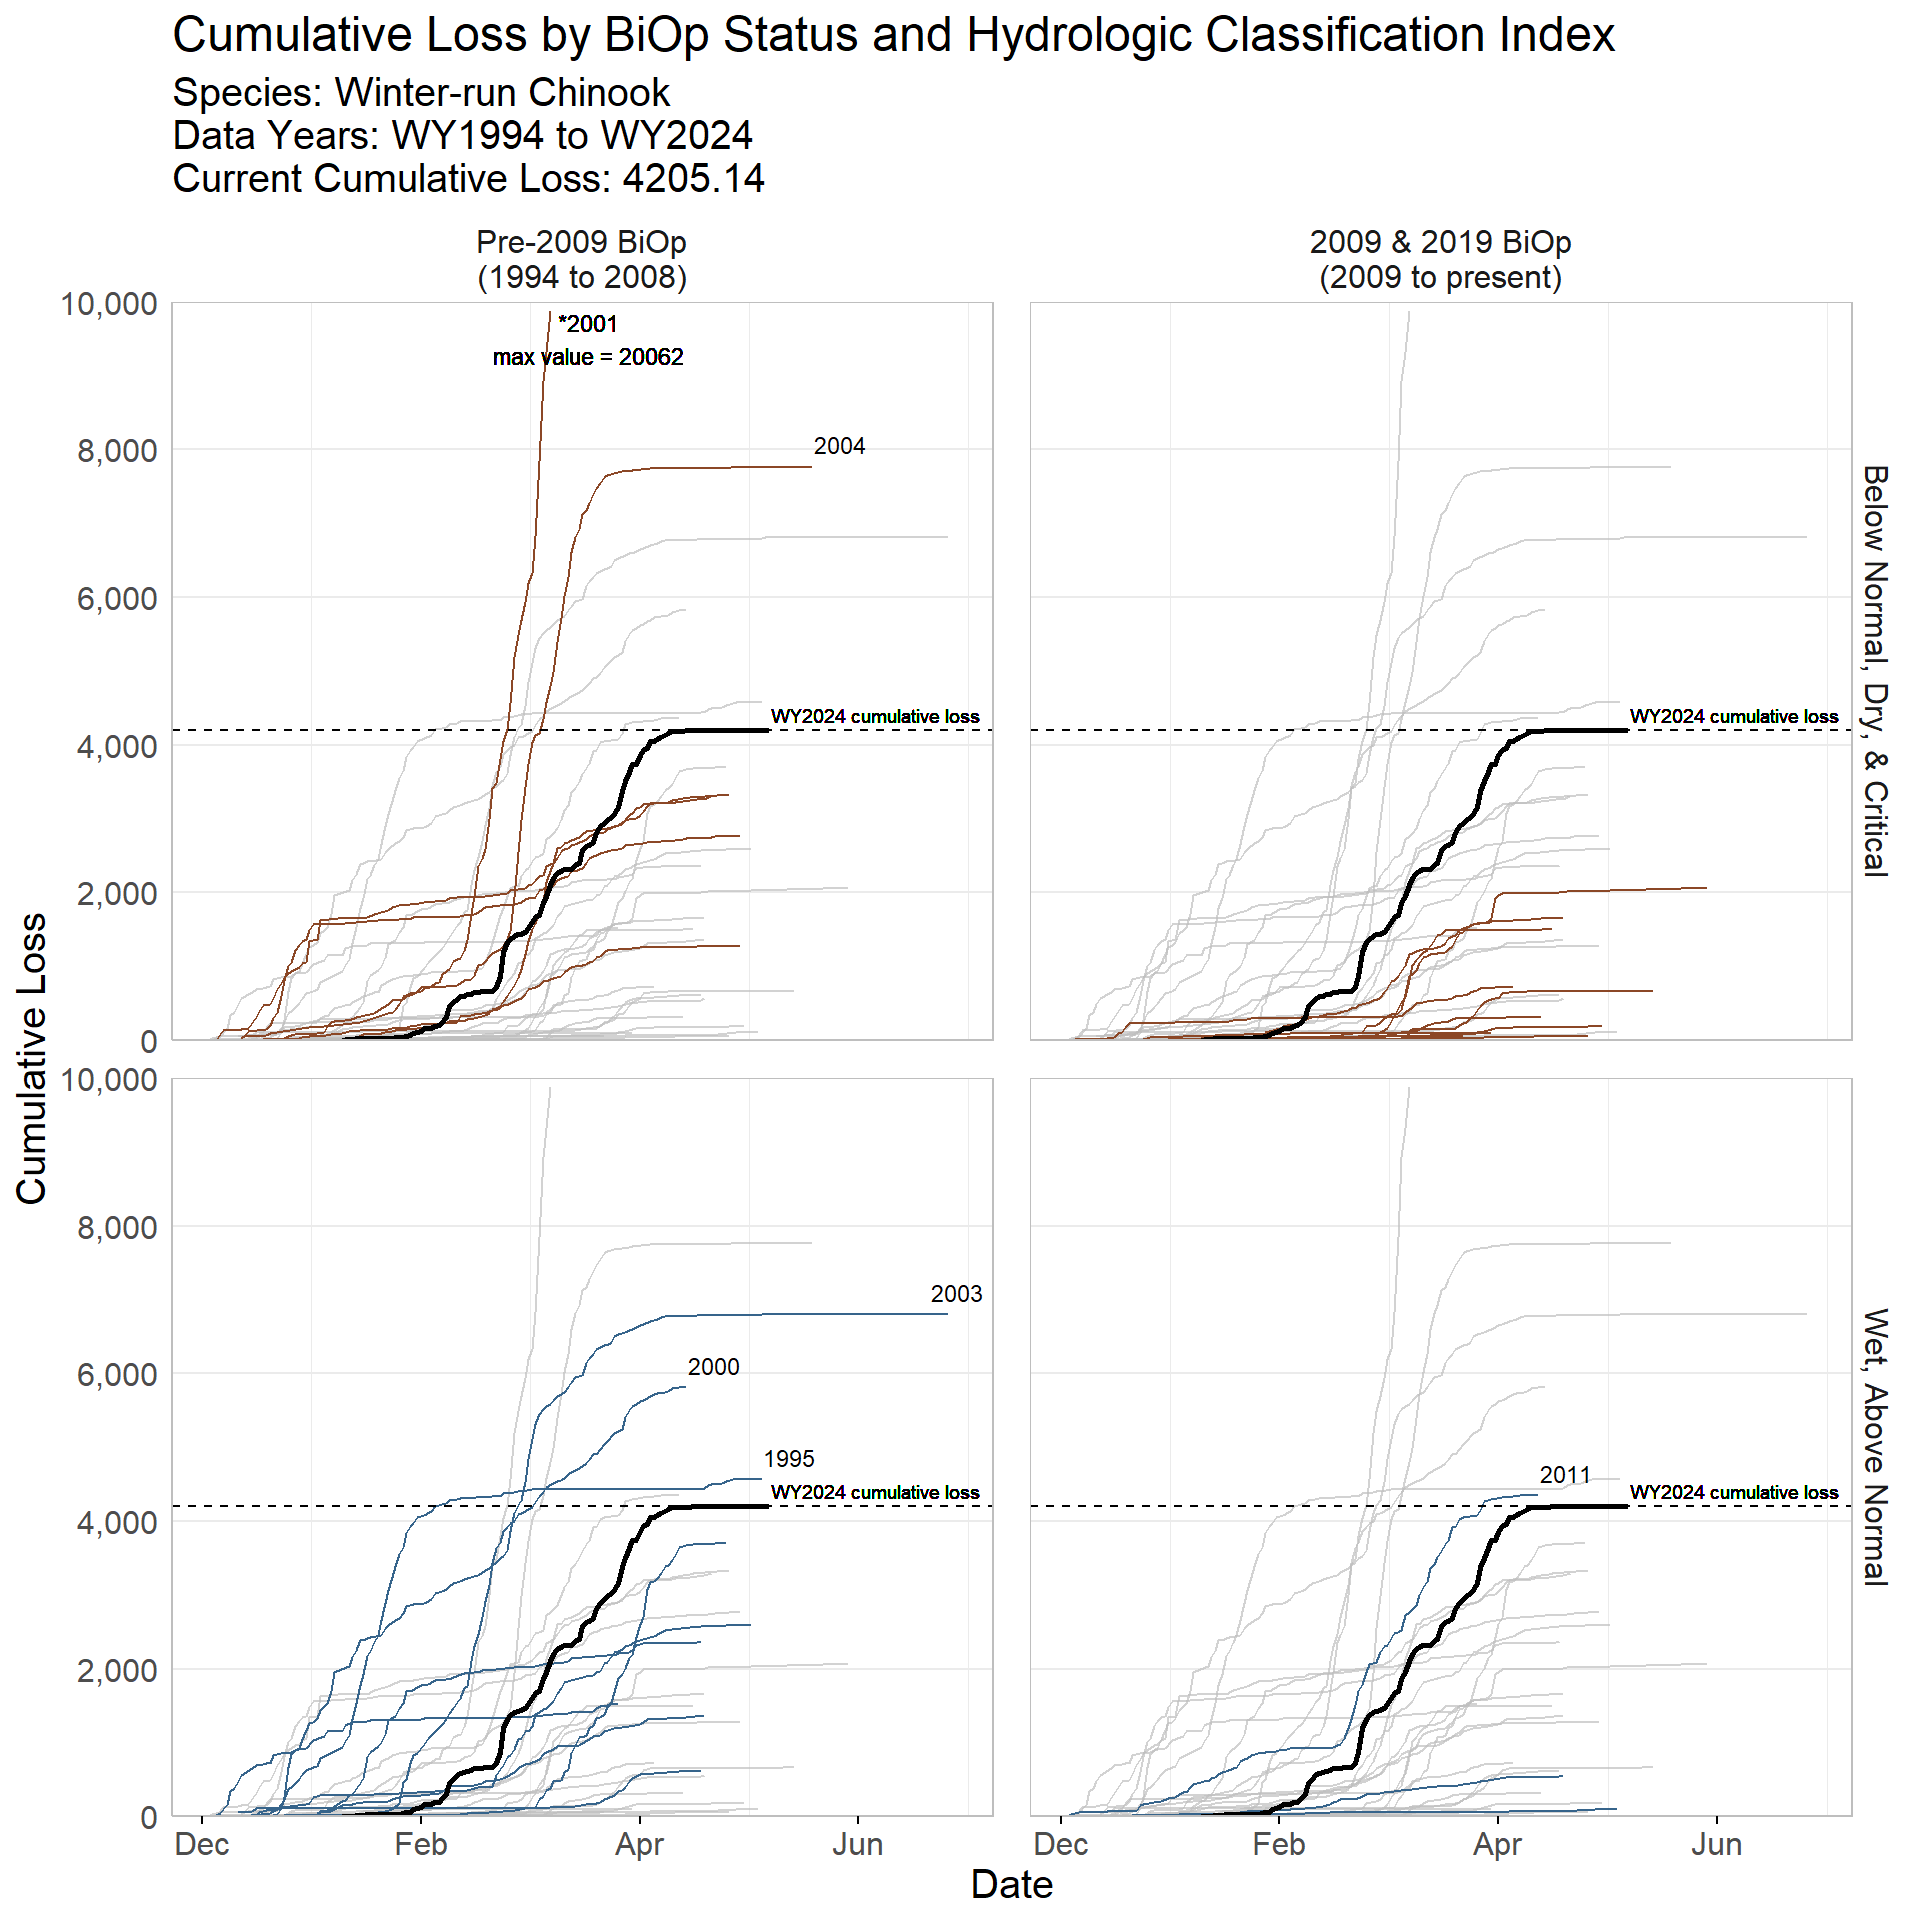 Cumulative Loss by BiOp Status and Hydrologic Classification Index
Species: Winter-run Chinook
Data Years: WY1994 to WY2024
Current Cumulative Loss: 4205.14
Pre-2009 BiOp
(1994 to 2008)
2009 & 2019 BiOp
(2009 to present)
10,000
8,000
6,000
4,000
2,000
0
*2001
max value = 20062
2004
WY2024 cumulative loss
WY2024 cumulative loss
Below Normal, Dry, & Critical
Cumulative Loss
10,000
8,000
6,000
4,000
2,000
0
2003
2000
1995
WY2024 cumulative loss
2011
WY2024 cumulative loss
Wet, Above Normal
Dec
Feb
Apr
Jun
Dec
Feb
Apr
Jun
Date